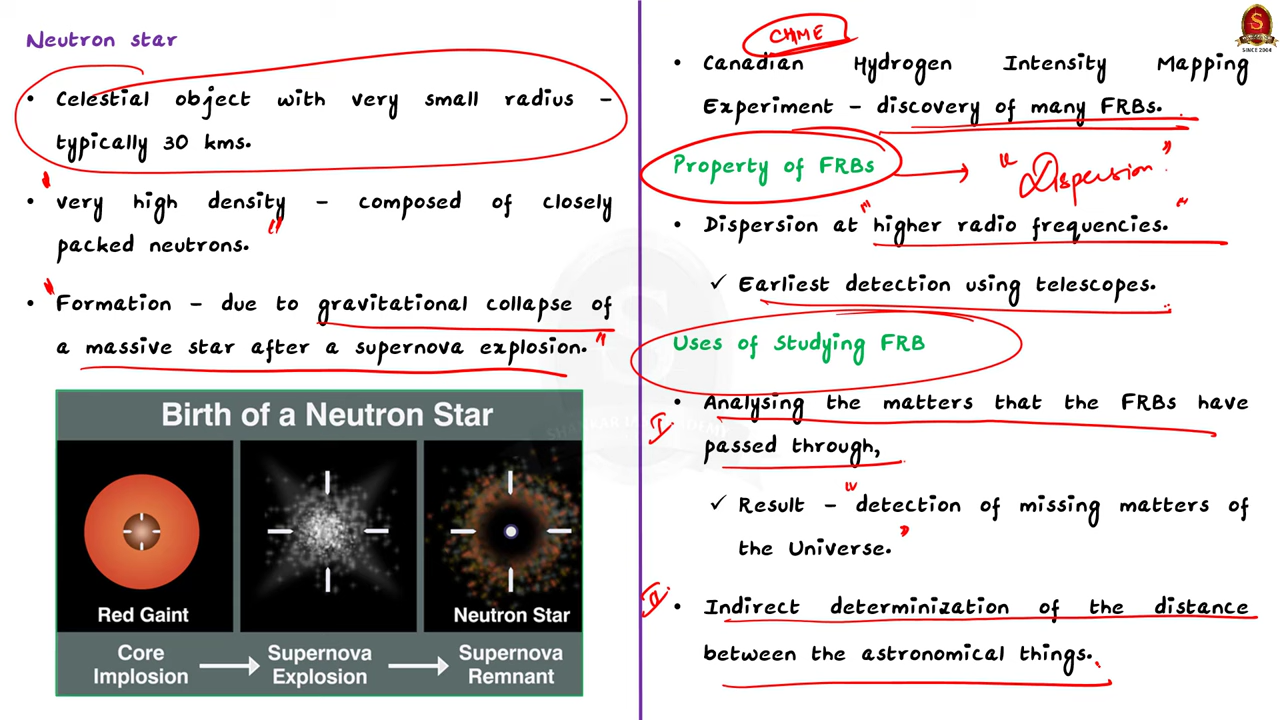 Neutron star
• Celestial object with very small radius –
typically 30 kms.
• very high density – composed of closely
packed neutrons.
• Formation – due to gravitational collapse of
a massive star after a supernova explosion.
Birth of a Neutron Star
Red Gaint
Neutron Star
Core
Implosion
Supernova
Explosion
Supernova
Remnant
CHIME
• Canadian Hydrogen Intensity Mapping
Experiment – discovery of many FRBs.
Property of FRBs
"Dispersion"
• Dispersion at "higher radio frequencies."
✓ Earliest detection using telescopes.
Uses of Studying FRB
I
• Analysing the matters that the FRBs have
passed through,
✓ Result – "detection of missing matters of
the Universe."
II
• Indirect determinization of the distance
between the astronomical things.
S
SINCE 2004